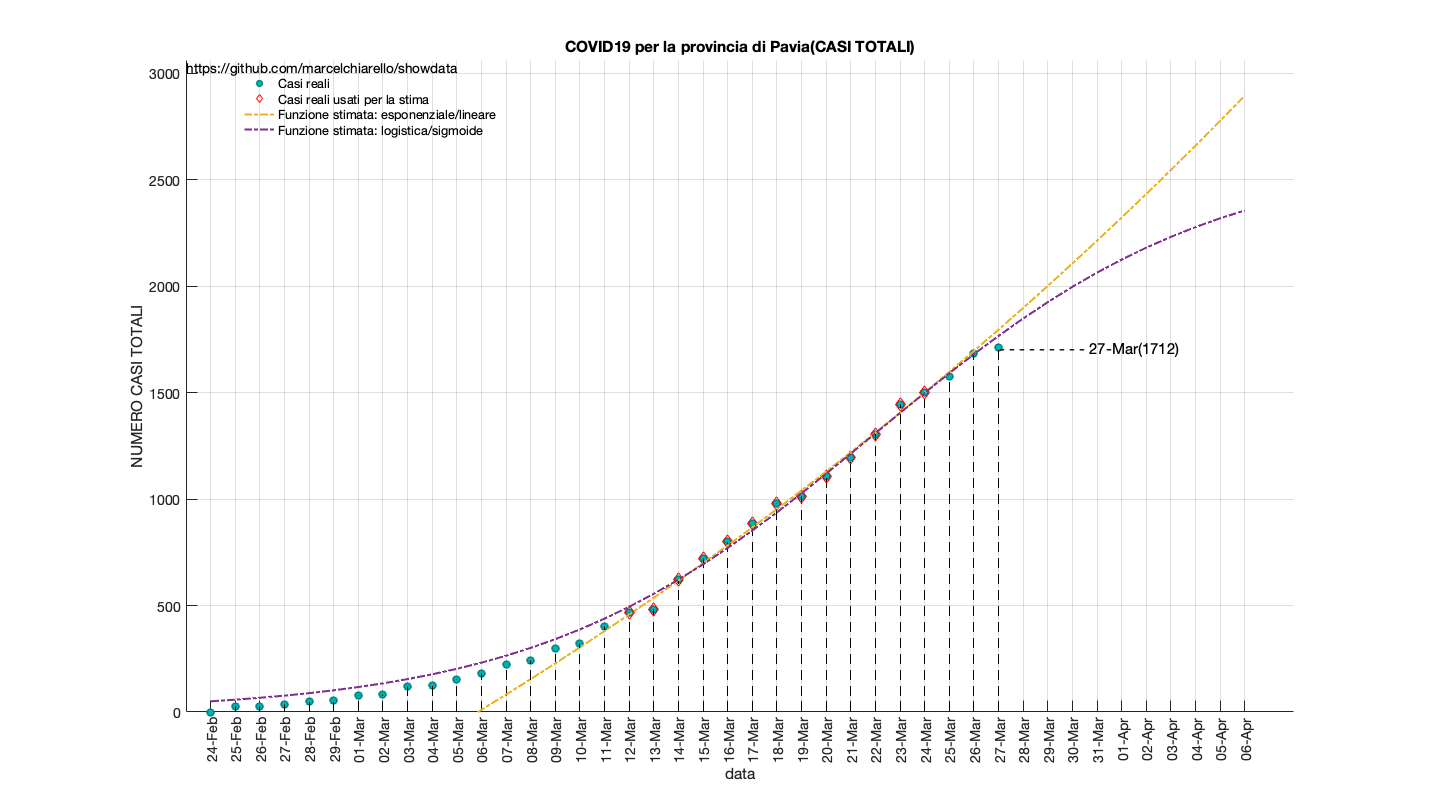 COVID19 per la provincia di Pavia(CASI TOTALI)
https://github.com/marcelchiarello/showdata
Casi reali
Casi reali usati per la stima
Funzione stimata: esponenziale/lineare
Funzione stimata: logistica/sigmoide
NUMERO CASI TOTALI
3000
2500
2000
1500
1000
500
0
27-Mar(1712)
24-Feb
25-Feb
26-Feb
27-Feb
28-Feb
29-Feb
01-Mar
02-Mar
03-Mar
04-Mar
05-Mar
06-Mar
07-Mar
08-Mar
09-Mar
10-Mar
11-Mar
12-Mar
13-Mar
14-Mar
15-Mar
16-Mar
17-Mar
18-Mar
19-Mar
20-Mar
21-Mar
22-Mar
23-Mar
24-Mar
25-Mar
26-Mar
27-Mar
28-Mar
29-Mar
30-Mar
31-Mar
01-Apr
02-Apr
03-Apr
04-Apr
05-Apr
06-Apr
data